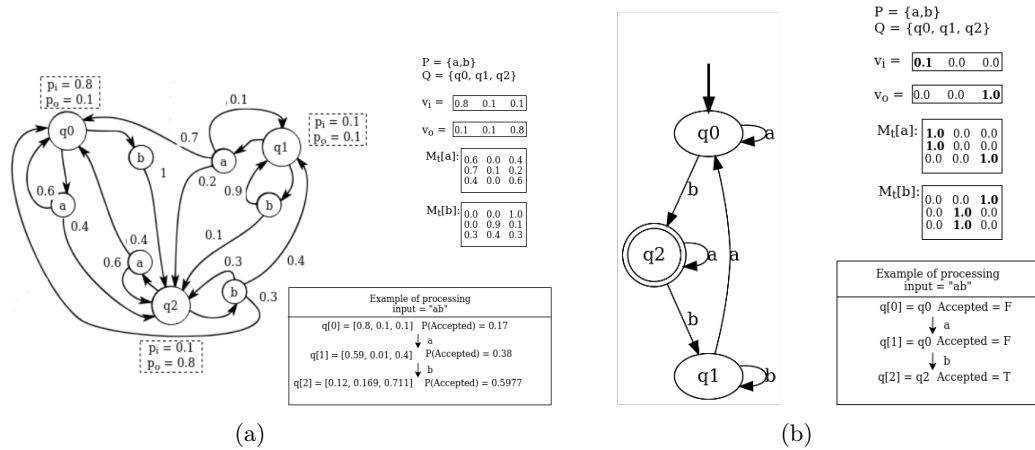 pᵢ = 0.8
pₒ = 0.1
q0
b
1
0.6
a
0.4
0.7
0.1
a
0.2
q1
pᵢ = 0.1
pₒ = 0.1
0.9
b
0.1
0.4
a
0.6
q2
0.3
b
0.4
0.3
pᵢ = 0.1
pₒ = 0.8
P = {a,b}
Q = {q0, q1, q2}
vᵢ = 0.8 0.1 0.1
vₒ = 0.1 0.1 0.8
Mₜ[a]:
0.6 0.0 0.4
0.7 0.1 0.2
0.4 0.0 0.6
Mₜ[b]:
0.0 0.0 1.0
0.0 0.9 0.1
0.3 0.4 0.3
Example of processing
input = "ab"
q[0] = [0.8, 0.1, 0.1] P(Accepted) = 0.17
a
q[1] = [0.59, 0.01, 0.4] P(Accepted) = 0.38
b
q[2] = [0.12, 0.169, 0.711] P(Accepted) = 0.5977
(a)
q0
a
b
q2
a
a
b
q1
b
P = {a,b}
Q = {q0, q1, q2}
vᵢ = 0.1 0.0 0.0
vₒ = 0.0 0.0 1.0
Mₜ[a]:
1.0 0.0 0.0
1.0 0.0 0.0
0.0 0.0 1.0
Mₜ[b]:
0.0 0.0 1.0
0.0 1.0 0.0
0.0 1.0 0.0
Example of processing
input = "ab"
q[0] = q0 Accepted = F
a
q[1] = q0 Accepted = F
b
q[2] = q2 Accepted = T
(b)